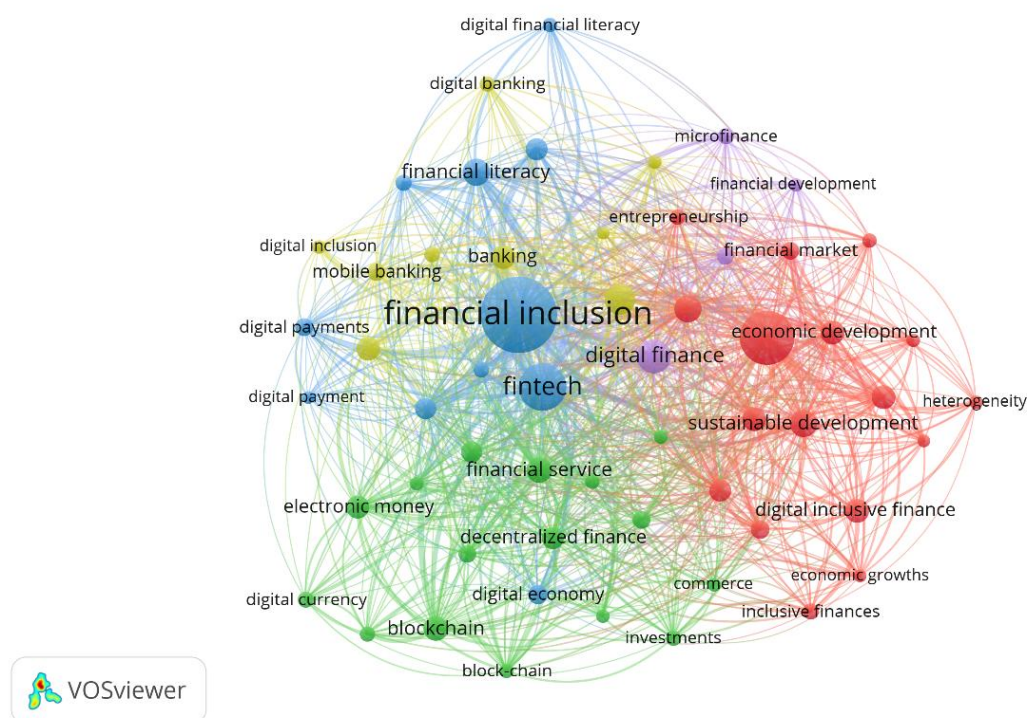 digital financial literacy
digital banking
microfinance
financial literacy
financial development
entrepreneurship
digital inclusion
banking
financial market
mobile banking
financial inclusion
digital payments
economic development
digital finance
fintech
digital payment
heterogeneity
sustainable development
financial service
electronic money
digital inclusive finance
decentralized finance
economic growths
commerce
digital economy
digital currency
inclusive finances
blockchain
investments
block-chain
VOSviewer